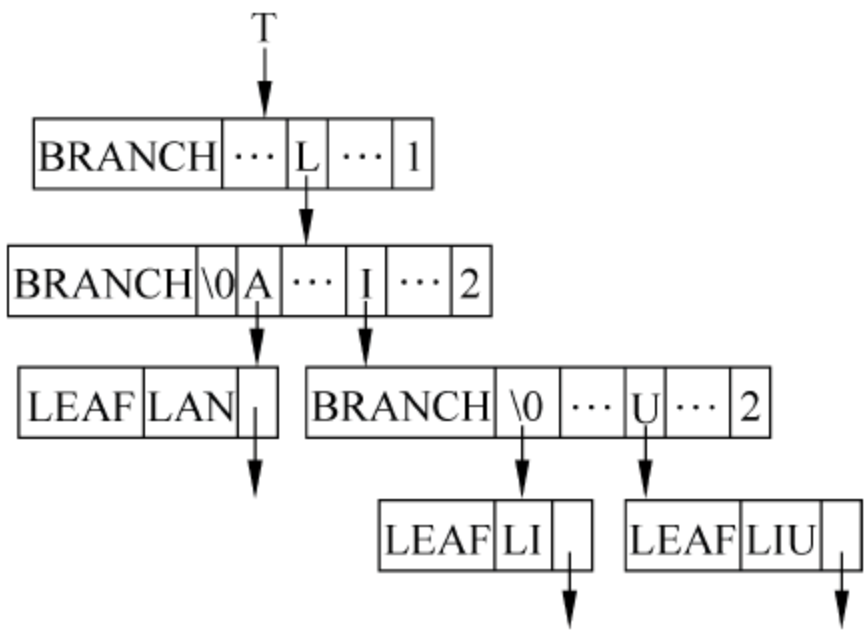 T
BRANCH ··· L ··· 1
BRANCH \0 A ··· I ··· 2
LEAF LAN
BRANCH \0 ··· U ··· 2
LEAF LI
LEAF LIU